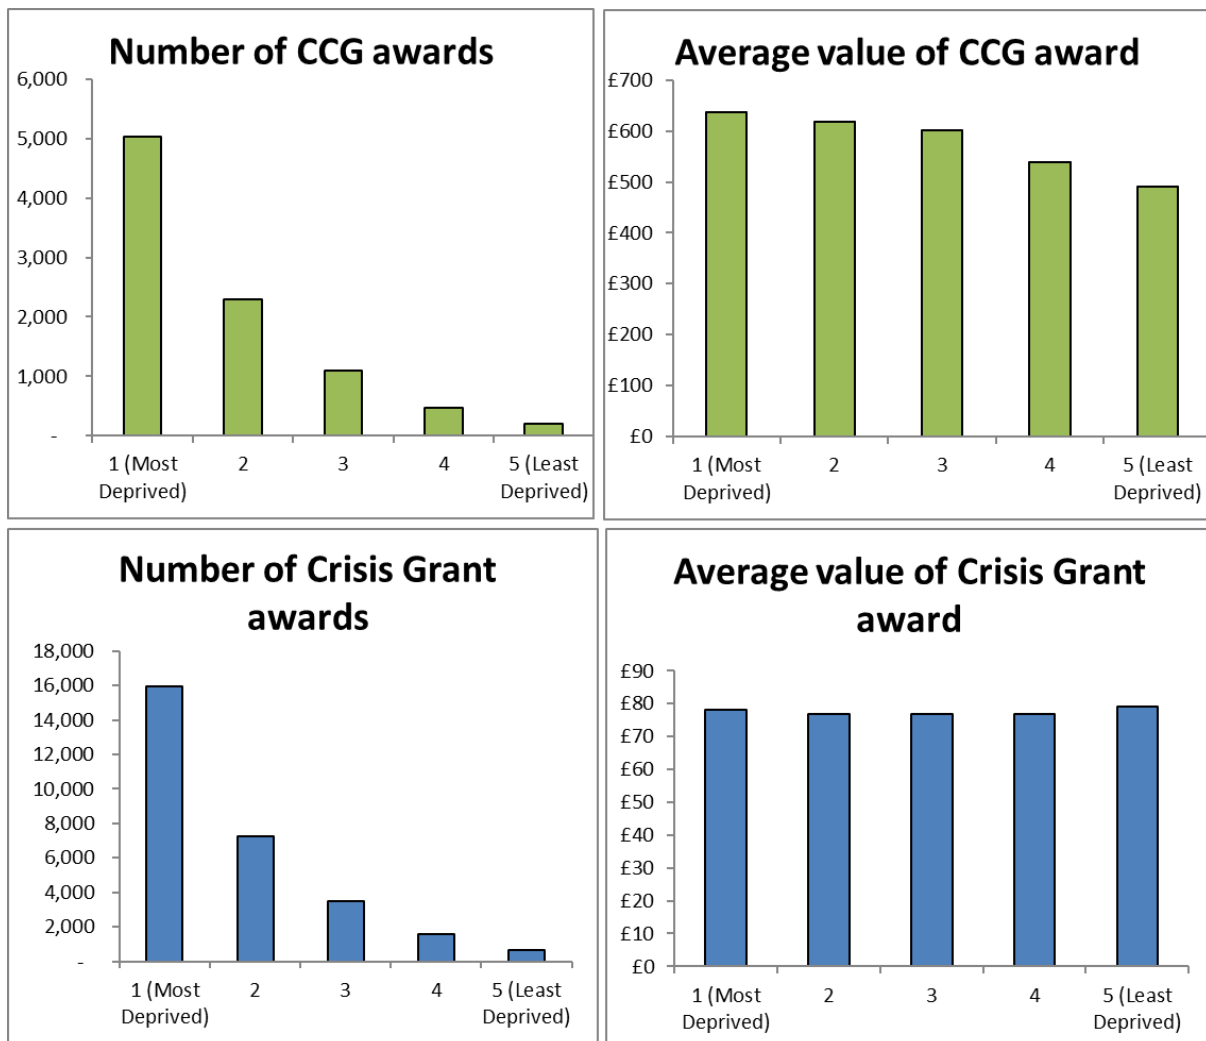 Number of CCG awards
6,000
5,000
4,000
3,000
2,000
1,000
-
1 (Most
Deprived)
2
3
4
5 (Least
Deprived)
Average value of CCG award
£700
£600
£500
£400
£300
£200
£100
£0
1 (Most
Deprived)
2
3
4
5 (Least
Deprived)
Number of Crisis Grant
awards
18,000
16,000
14,000
12,000
10,000
8,000
6,000
4,000
2,000
-
1 (Most
Deprived)
2
3
4
5 (Least
Deprived)
Average value of Crisis Grant
award
£90
£80
£70
£60
£50
£40
£30
£20
£10
£0
1 (Most
Deprived)
2
3
4
5 (Least
Deprived)